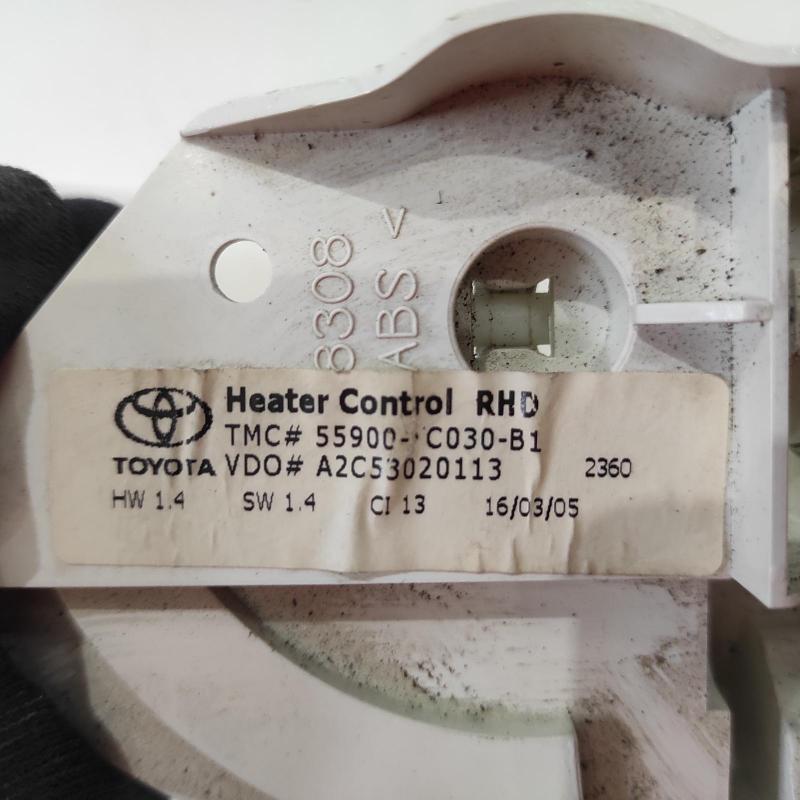 8308
ABS <
Heater Control RHD
TMC# 55900- C030-B1
TOYOTA VDO# A2C53020113 2360
HW 1.4 SW 1.4 CI 13 16/03/05